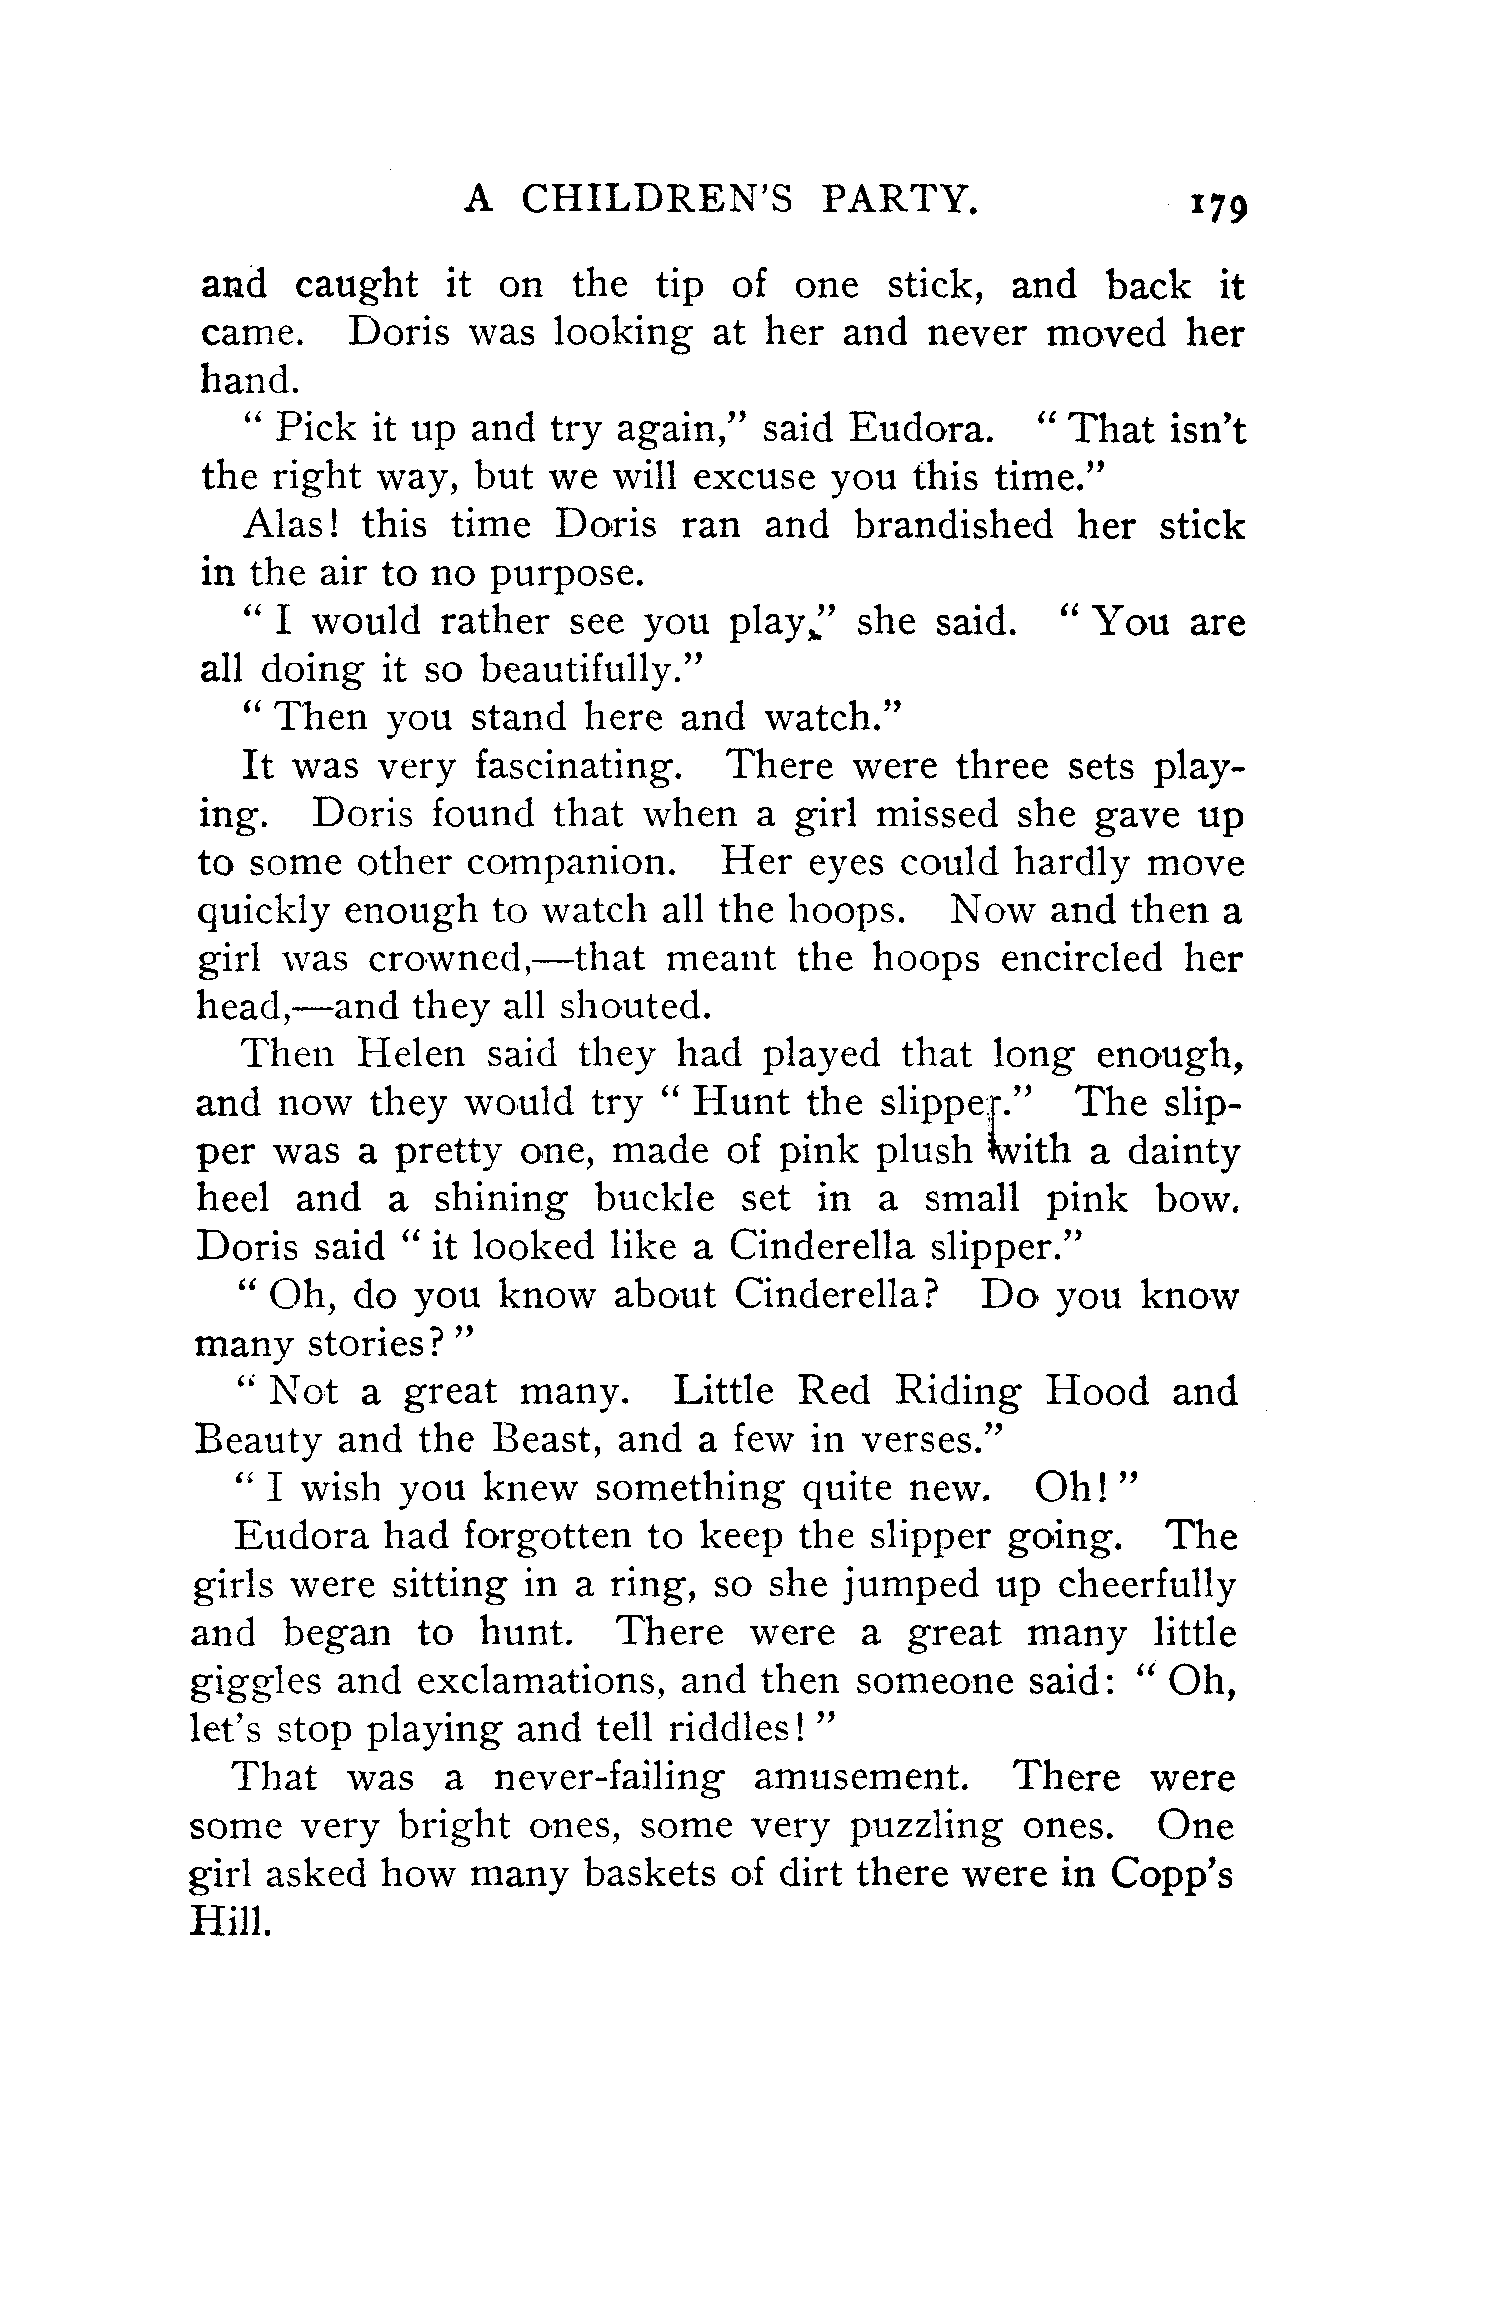 A CHILDREN'S PARTY. 179
and caught it on the tip of one stick, and back it
came. Doris was looking at her and never moved her
hand.
" Pick it up and try again," said Eudora. " That isn't
the right way, but we will excuse you this time."
Alas! this time Doris ran and brandished her stick
in the air to no purpose.
" I would rather see you play," she said. " You are
all doing it so beautifully."
" Then you stand here and watch."
It was very fascinating. There were three sets play-
ing. Doris found that when a girl missed she gave up
to some other companion. Her eyes could hardly move
quickly enough to watch all the hoops. Now and then a
girl was crowned,—that meant the hoops encircled her
head,—and they all shouted.
Then Helen said they had played that long enough,
and now they would try " Hunt the slipper." The slip-
per was a pretty one, made of pink plush with a dainty
heel and a shining buckle set in a small pink bow.
Doris said " it looked like a Cinderella slipper."
" Oh, do you know about Cinderella? Do you know
many stories? "
" Not a great many. Little Red Riding Hood and
Beauty and the Beast, and a few in verses."
" I wish you knew something quite new. Oh! "
Eudora had forgotten to keep the slipper going. The
girls were sitting in a ring, so she jumped up cheerfully
and began to hunt. There were a great many little
giggles and exclamations, and then someone said: " Oh,
let's stop playing and tell riddles! "
That was a never-failing amusement. There were
some very bright ones, some very puzzling ones. One
girl asked how many baskets of dirt there were in Copp's
Hill.